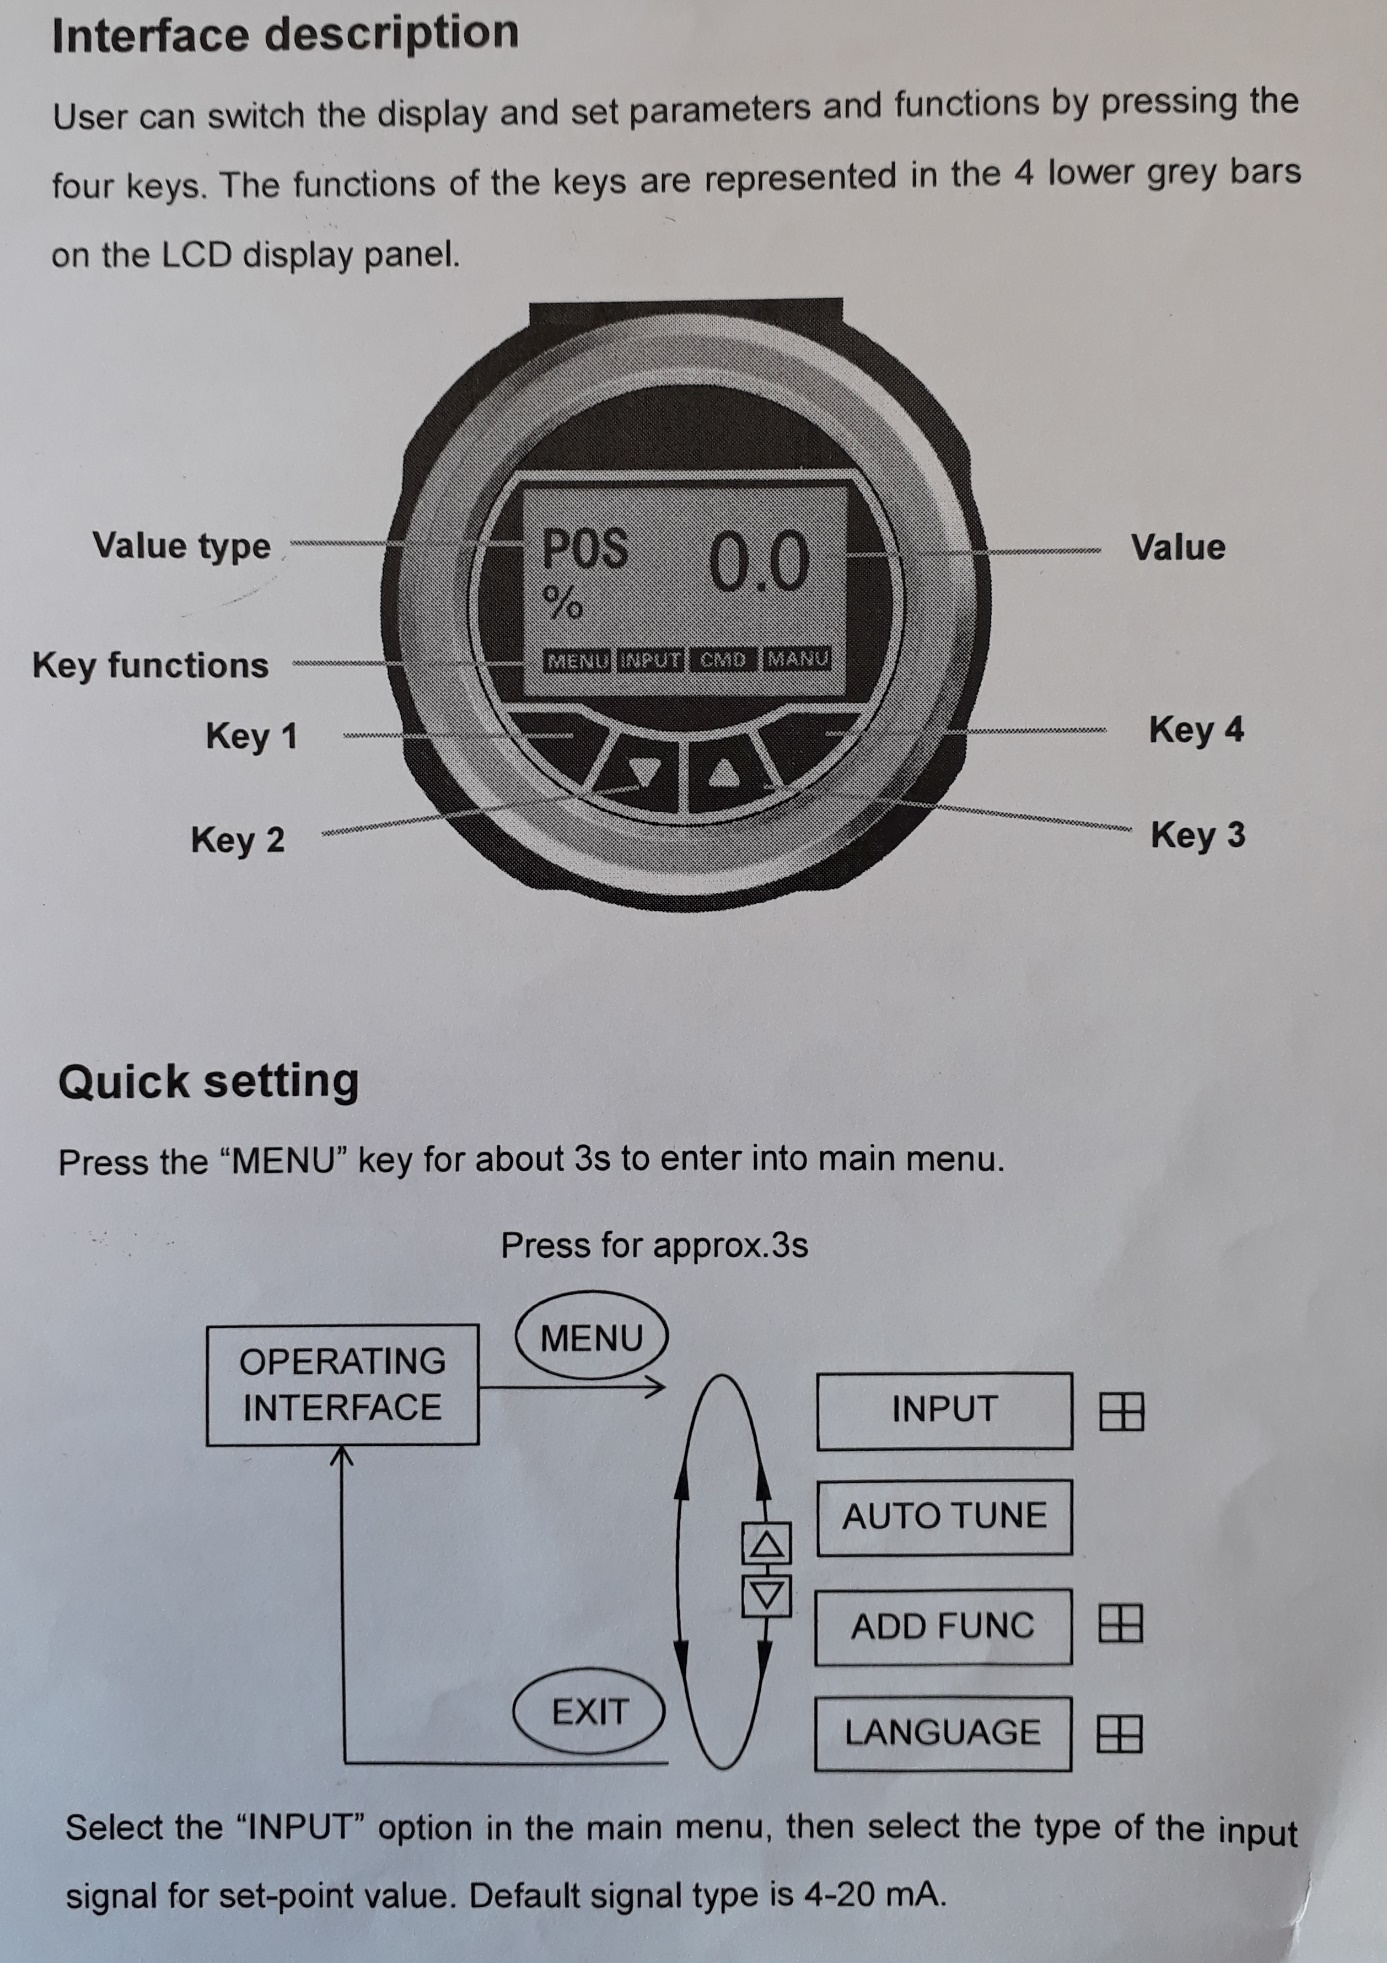 Interface description
User can switch the display and set parameters and functions by pressing the
four keys. The functions of the keys are represented in the 4 lower grey bars
on the LCD display panel.
Value type
POS
0.0
Value
%
Key functions
MENU INPUT CMD MANU
Key 1
Key 4
Key 2
Key 3
Quick setting
Press the “MENU” key for about 3s to enter into main menu.
Press for approx.3s
MENU
OPERATING
INTERFACE
INPUT
AUTO TUNE
ADD FUNC
EXIT
LANGUAGE
Select the “INPUT” option in the main menu, then select the type of the input
signal for set-point value. Default signal type is 4-20 mA.